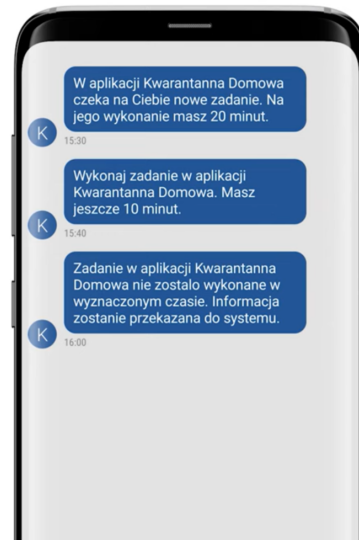 W aplikacji Kwarantanna Domowa
czeka na Ciebie nowe zadanie. Na
jego wykonanie masz 20 minut.
K
15:30
Wykonaj zadanie w aplikacji
Kwarantanna Domowa. Masz
jeszcze 10 minut.
K
15:40
Zadanie w aplikacji Kwarantanna
Domowa nie zostalo wykonane w
wyznaczonym czasie. Informacja
zostanie przekazana do systemu.
K
16:00